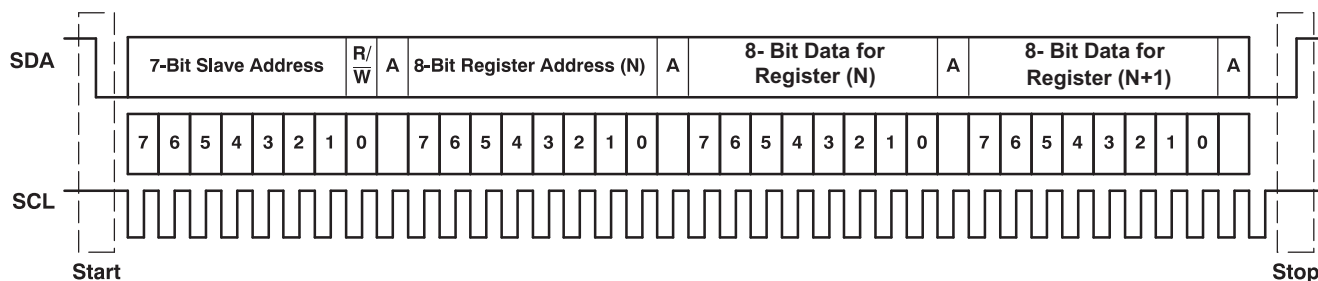 SDA
7-Bit Slave Address
R/
W
A
8-Bit Register Address (N)
A
8- Bit Data for
Register (N)
A
8- Bit Data for
Register (N+1)
A
7 6 5 4 3 2 1 0 7 6 5 4 3 2 1 0 7 6 5 4 3 2 1 0 7 6 5 4 3 2 1 0
SCL
Start
Stop